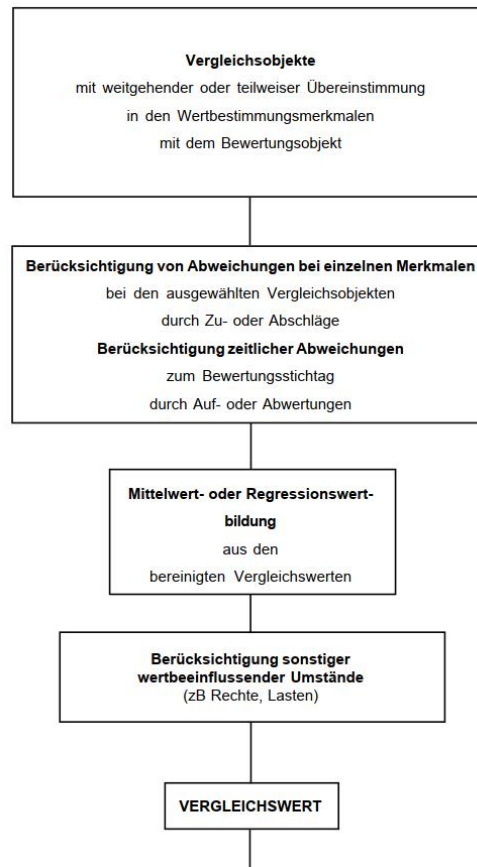 Vergleichsobjekte
mit weitgehender oder teilweiser Übereinstimmung
in den Wertbestimmungsmerkmalen
mit dem Bewertungsobjekt
Berücksichtigung von Abweichungen bei einzelnen Merkmalen
bei den ausgewählten Vergleichsobjekten
durch Zu- oder Abschläge
Berücksichtigung zeitlicher Abweichungen
zum Bewertungsstichtag
durch Auf- oder Abwertungen
Mittelwert- oder Regressionswert-
bildung
aus den
bereinigten Vergleichswerten
Berücksichtigung sonstiger
wertbeeinflussender Umstände
(zB Rechte, Lasten)
VERGLEICHSWERT